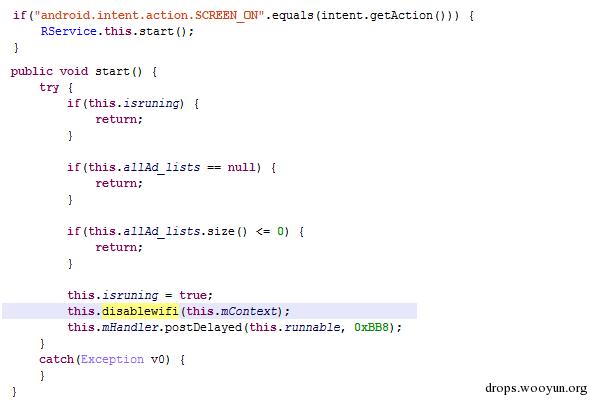 if("android.intent.action.SCREEN_ON".equals(intent.getAction())) {
RService.this.start();
}
public void start() {
try {
if(this.isruning) {
return;
}
if(this.allAd_lists == null) {
return;
}
if(this.allAd_lists.size() <= 0) {
return;
}
this.isruning = true;
this.disablewifi(this.mContext);
this.mHandler.postDelayed(this.runnable, 0xBB8);
}
catch(Exception v0) {
}
}
drops.wooyun.org